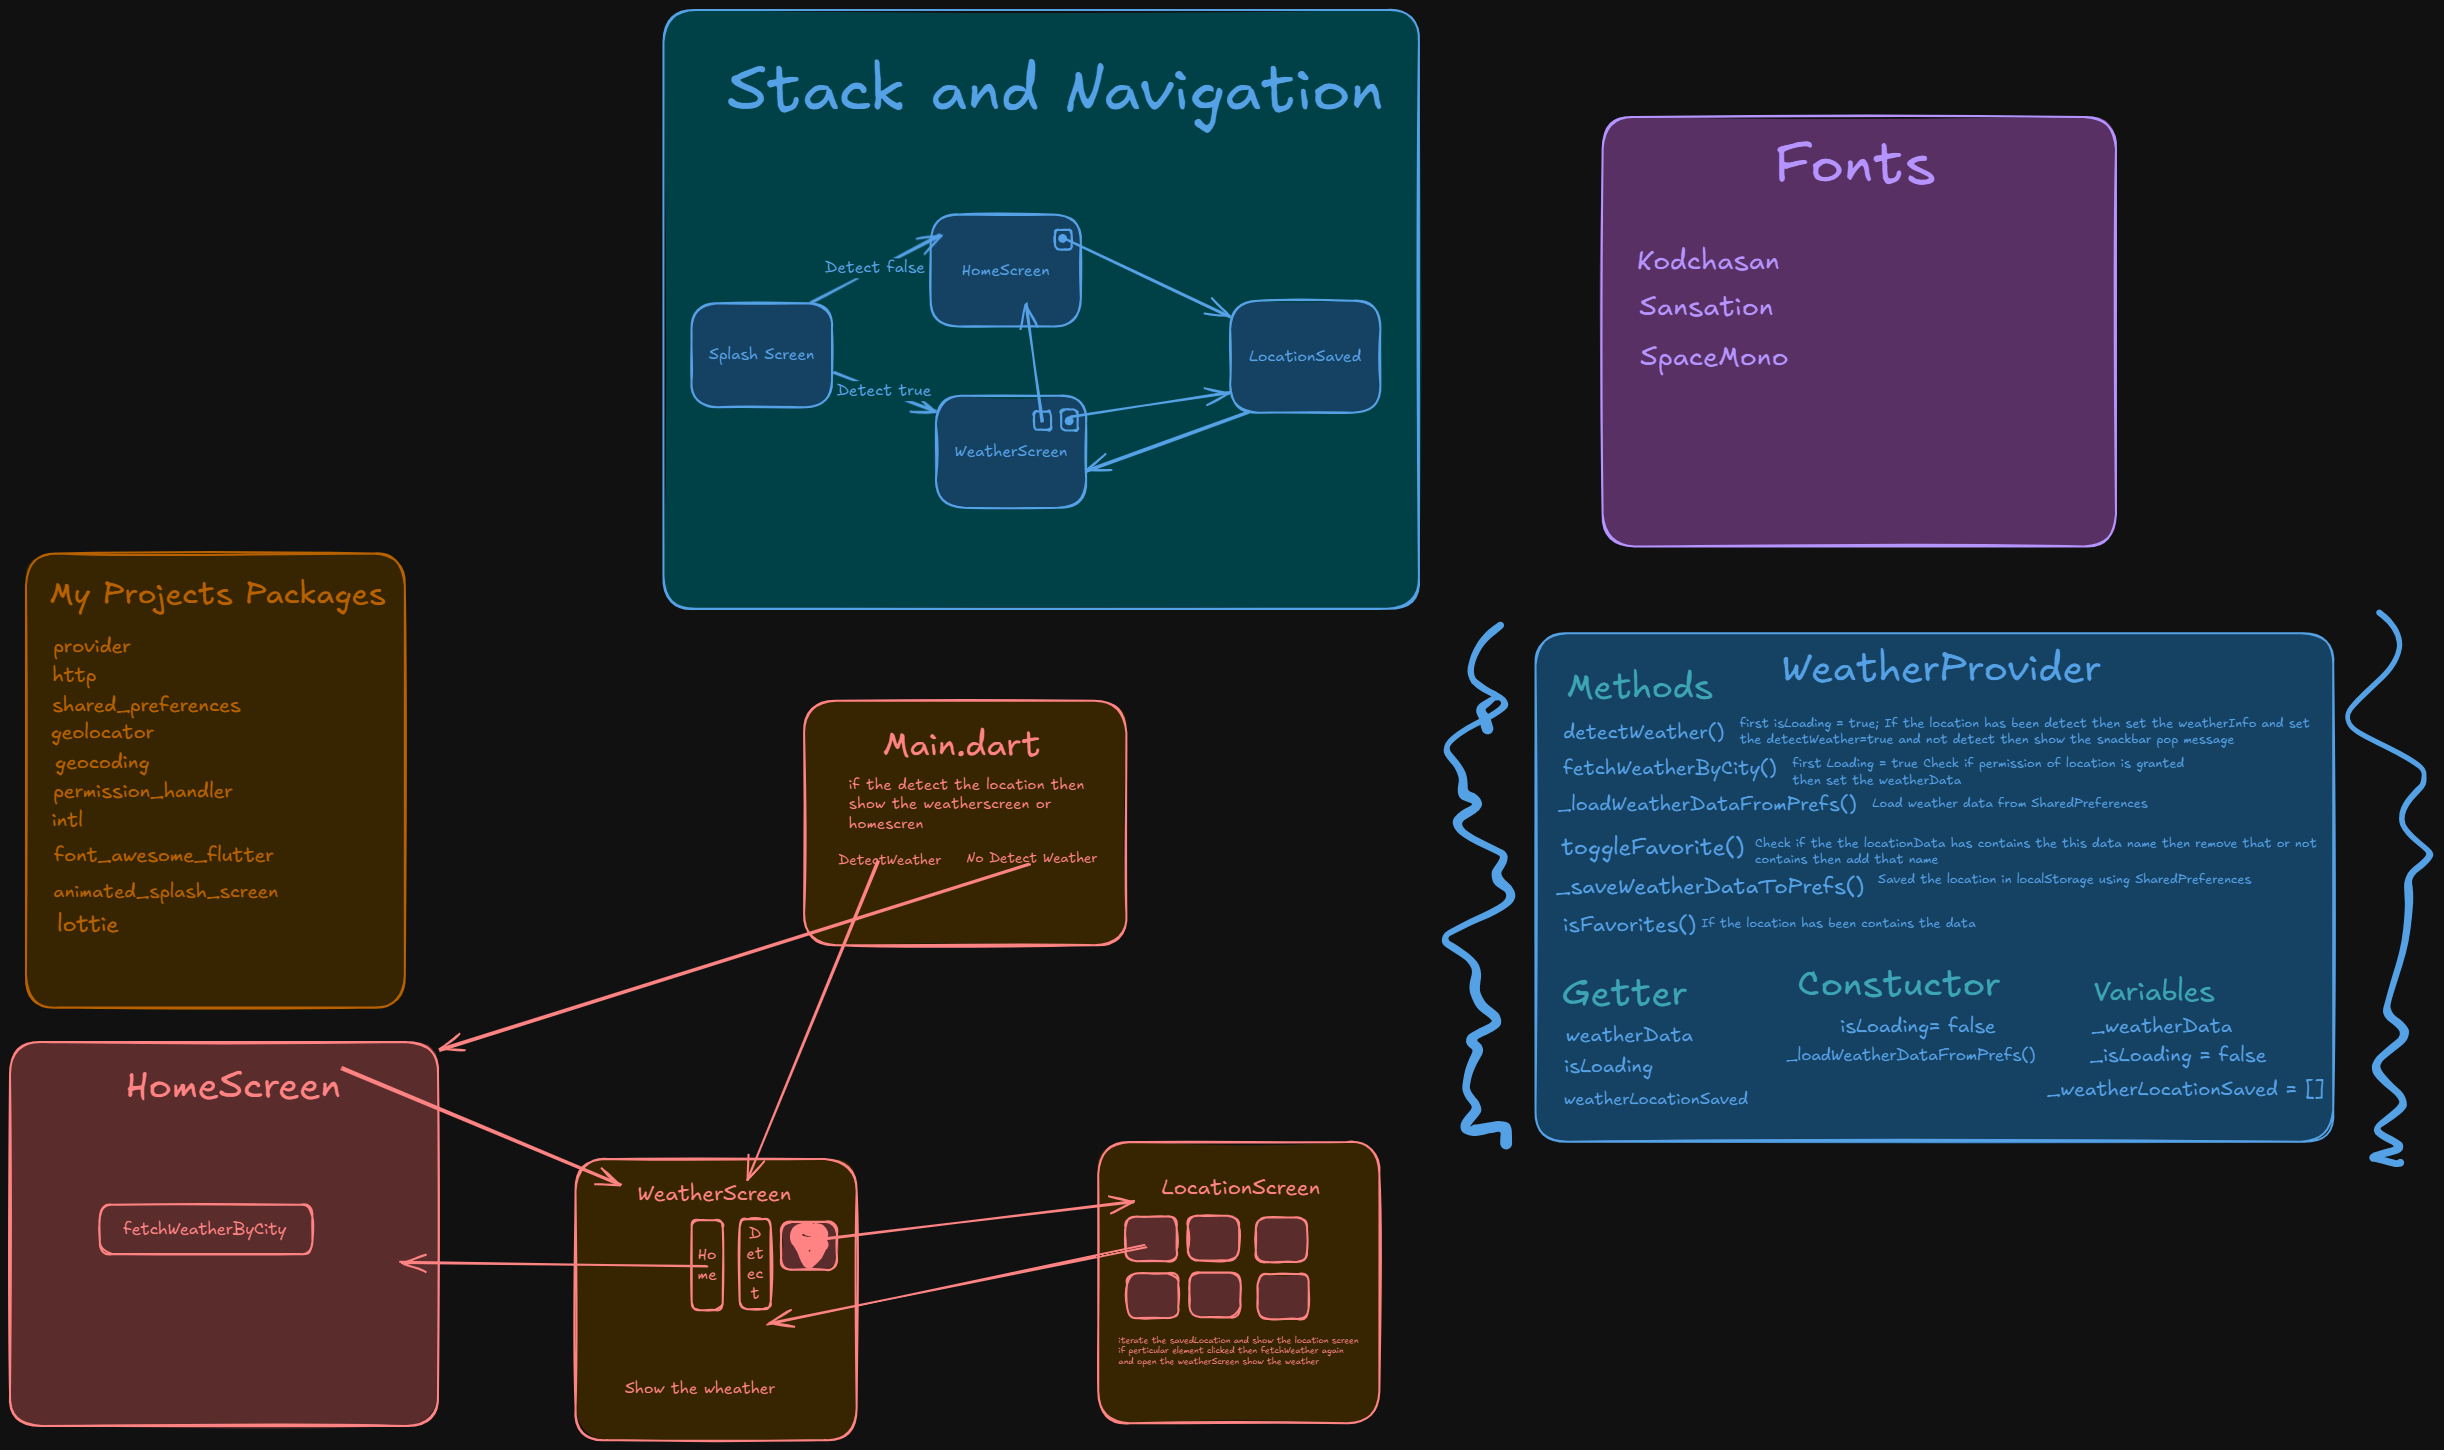 Stack and Navigation
Detect false
HomeScreen
Splash Screen
LocationSaved
Detect true
WeatherScreen
Fonts
Kodchasan
Sansation
SpaceMono
My Projects Packages
provider
http
shared_preferences
geolocator
geocoding
permission_handler
intl
font_awesome_flutter
animated_splash_screen
lottie
Main.dart
if the detect the location then
show the weatherscreen or
homescren
DetectWeather
No Detect Weather
WeatherProvider
Methods
detectWeather()
first isLoading = true; If the location has been detect then set the weatherInfo and set
the detectWeather=true and not detect then show the snackbar pop message
fetchWeatherByCity()
first Loading = true Check if permission of location is granted
then set the weatherData
_loadWeatherDataFromPrefs()
Load weather data from SharedPreferences
toggleFavorite()
Check if the the locationData has contains the this data name then remove that or not
contains then add that name
_saveWeatherDataToPrefs()
Saved the location in localStorage using SharedPreferences
isFavorites()
If the location has been contains the data
Getter
weatherData
isLoading
weatherLocationSaved
Constuctor
isLoading= false
_loadWeatherDataFromPrefs()
Variables
_weatherData
_isLoading = false
_weatherLocationSaved = []
HomeScreen
fetchWeatherByCity
WeatherScreen
Ho
me
D
et
ec
t
Show the wheather
LocationScreen
iterate the savedLocation and show the location screen
if perticular element clicked then fetchWeather again
and open the weatherScreen show the weather